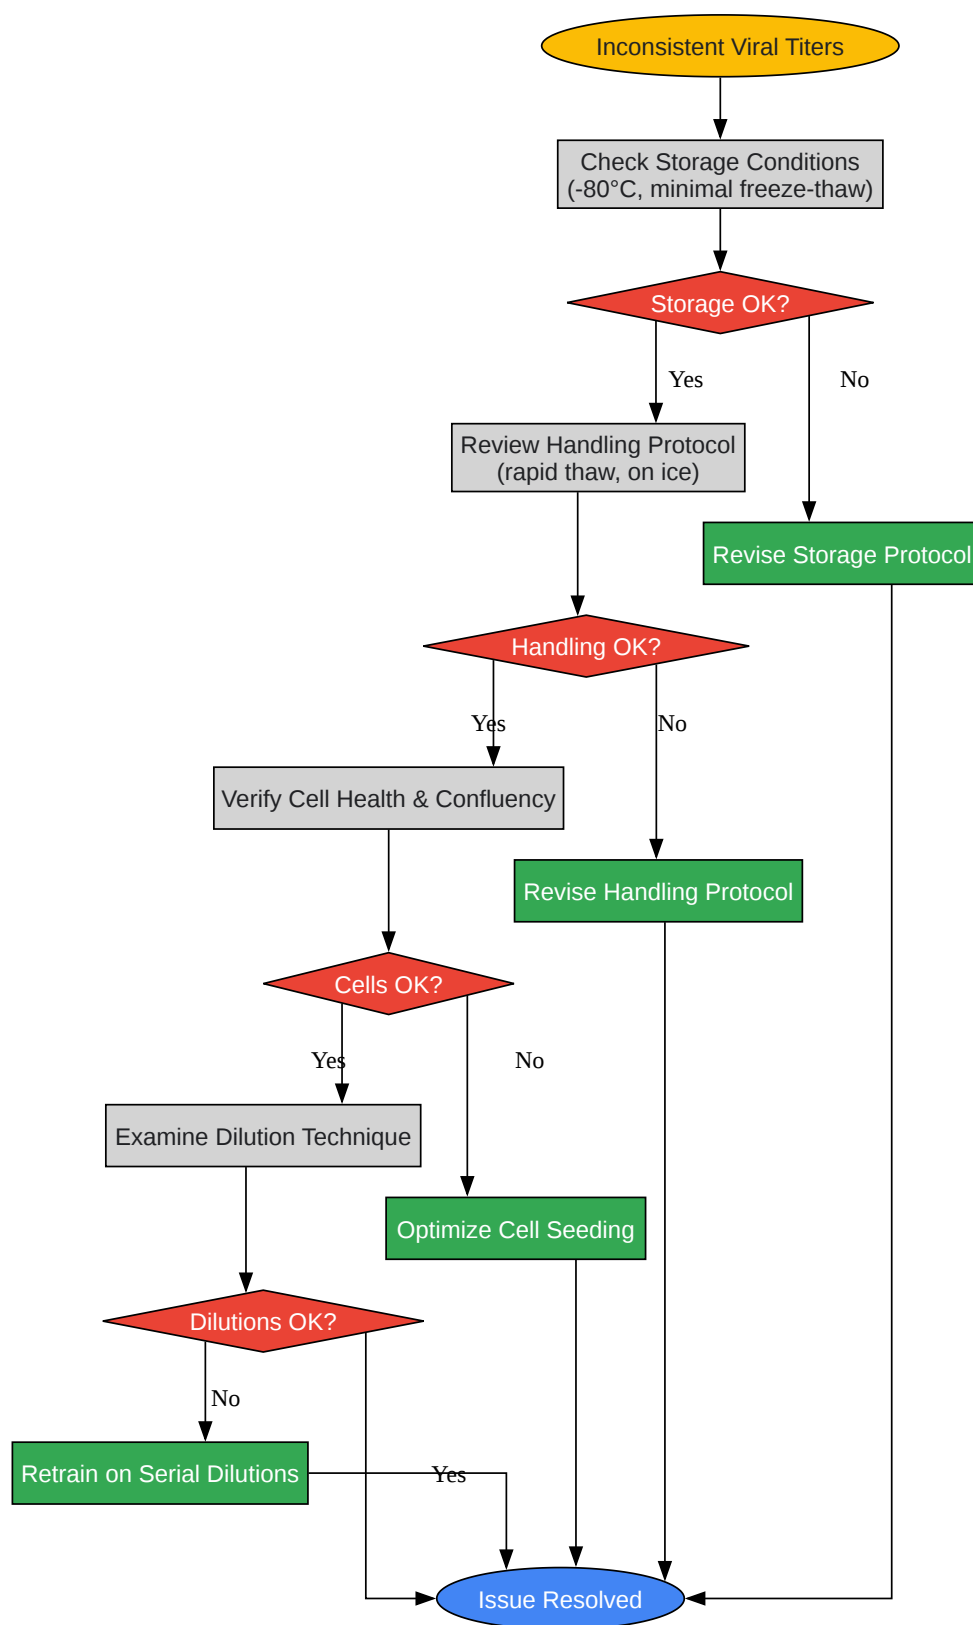 Inconsistent Viral Titers
Check Storage Conditions
(-80°C, minimal freeze-thaw)
Storage OK?
Yes
No
Review Handling Protocol
(rapid thaw, on ice)
Revise Storage Protocol
Handling OK?
Yes
No
Verify Cell Health & Confluency
Revise Handling Protocol
Cells OK?
Yes
No
Examine Dilution Technique
Optimize Cell Seeding
Dilutions OK?
No
Retrain on Serial Dilutions
Yes
Issue Resolved